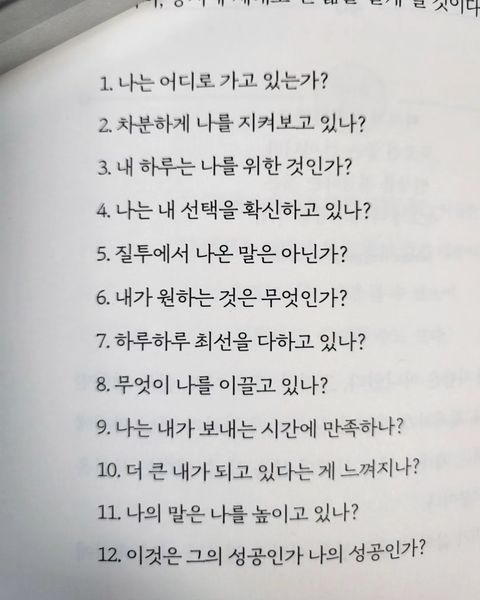 것이다
1. 나는 어디로 가고 있는가?
2. 차분하게 나를 지켜보고 있나?
3. 내 하루는 나를 위한 것인가?
4. 나는 내 선택을 확신하고 있나?
5. 질투에서 나온 말은 아닌가?
6. 내가 원하는 것은 무엇인가?
7. 하루하루 최선을 다하고 있나?
8. 무엇이 나를 이끌고 있나?
9. 나는 내가 보내는 시간에 만족하나?
10. 더 큰 내가 되고 있다는 게 느껴지나?
11. 나의 말은 나를 높이고 있나?
12. 이것은 그의 성공인가 나의 성공인가?